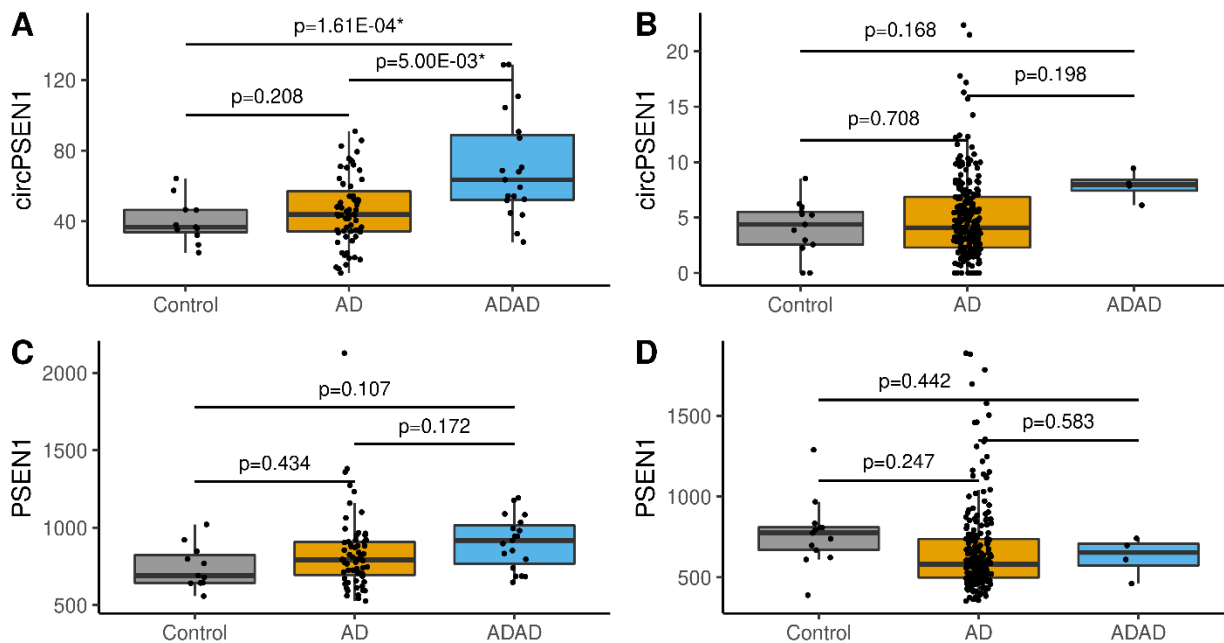 A
circPSEN1
120
80
40
p=1.61E-04*
p=5.00E-03*
p=0.208
Control
AD
ADAD
B
circPSEN1
20
15
10
5
0
p=0.168
p=0.198
p=0.708
Control
AD
ADAD
C
PSEN1
2000
1500
1000
500
p=0.107
p=0.172
p=0.434
Control
AD
ADAD
D
PSEN1
1500
1000
500
p=0.442
p=0.583
p=0.247
Control
AD
ADAD